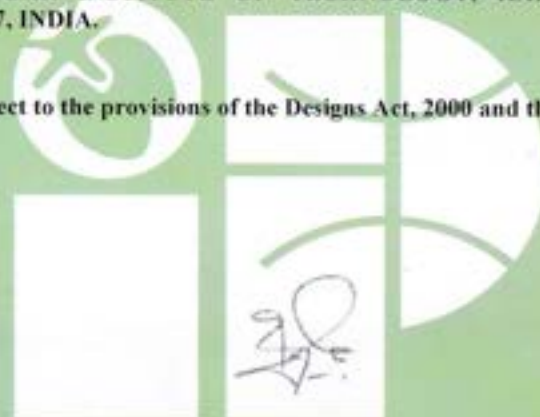 7, INDIA.
ect to the provisions of the Designs Act, 2000 and th